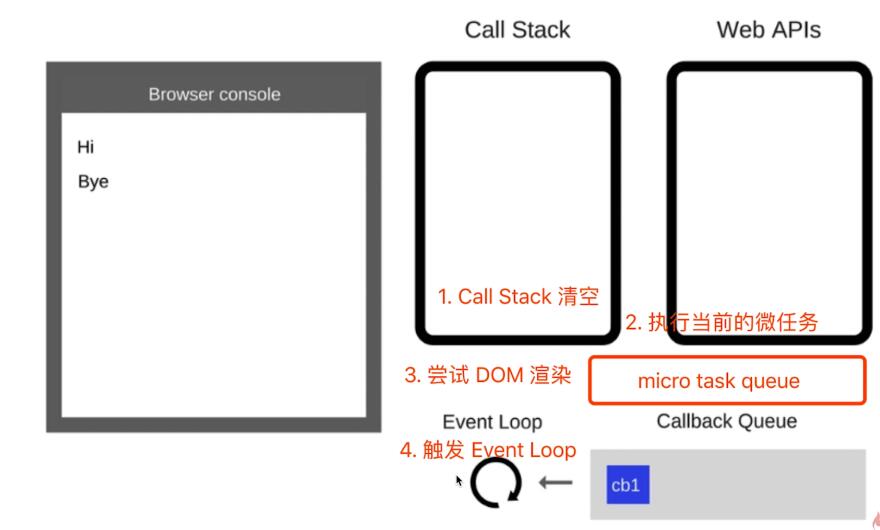 Call Stack
Web APIs
Browser console
Hi
Bye
1. Call Stack 清空
2. 执行当前的微任务
3. 尝试 DOM 渲染
micro task queue
Event Loop
Callback Queue
4. 触发 Event Loop
cb1